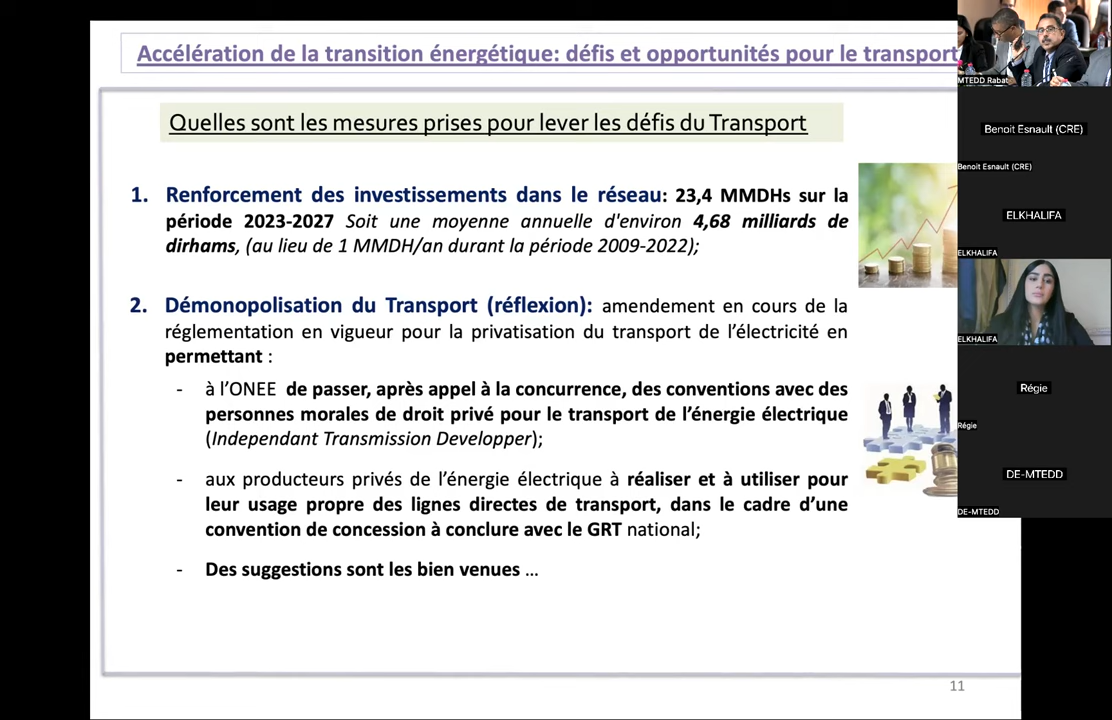 Accélération de la transition énergétique: défis et opportunités pour le transport
Quelles sont les mesures prises pour lever les défis du Transport
1. Renforcement des investissements dans le réseau: 23,4 MMDHs sur la
période 2023-2027 Soit une moyenne annuelle d'environ 4,68 milliards de
dirhams, (au lieu de 1 MMDH/an durant la période 2009-2022);
2. Démonopolisation du Transport (réflexion): amendement en cours de la
réglementation en vigueur pour la privatisation du transport de l'électricité en
permettant :
- à l'ONEE de passer, après appel à la concurrence, des conventions avec des
personnes morales de droit privé pour le transport de l'énergie électrique
(Independant Transmission Developper);
- aux producteurs privés de l'énergie électrique à réaliser et à utiliser pour
leur usage propre des lignes directes de transport, dans le cadre d'une
convention de concession à conclure avec le GRT national;
- Des suggestions sont les bien venues ...
11
MTEDD Rabat
Benoit Esnault (CRE)
Benoit Esnault (CRE)
ELKHALIFA
ELKHALIFA
ELKHALIFA
Régie
Régie
DE-MTEDD
DE-MTEDD